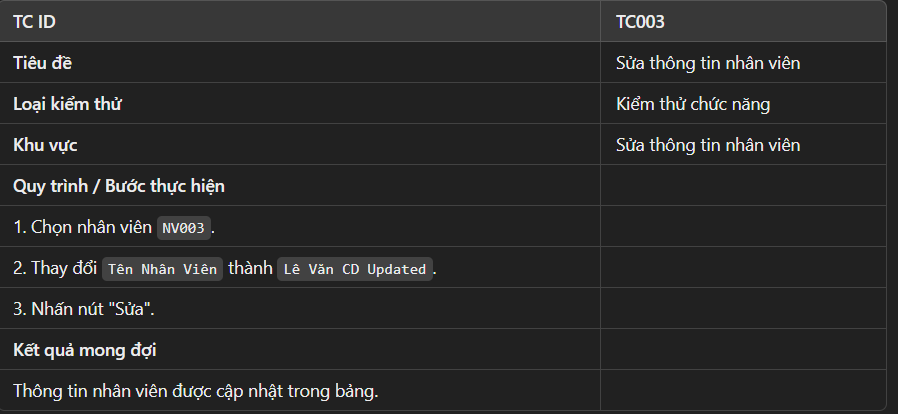 TC ID TC003
Tiêu đề Sửa thông tin nhân viên
Loại kiểm thử Kiểm thử chức năng
Khu vực Sửa thông tin nhân viên
Quy trình / Bước thực hiện
1. Chọn nhân viên NV003.
2. Thay đổi Tên Nhân Viên thành Lê Văn CD Updated.
3. Nhấn nút "Sửa".
Kết quả mong đợi
Thông tin nhân viên được cập nhật trong bảng.